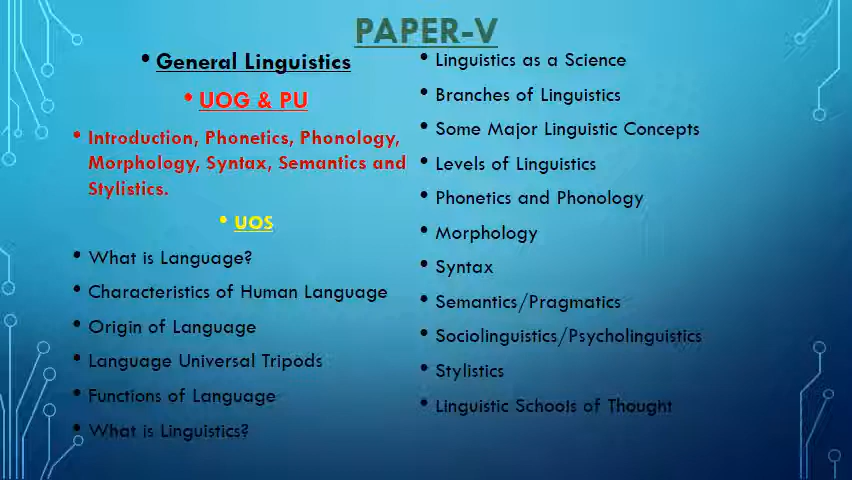 PAPER-V
• General Linguistics
• UOG & PU
• Introduction, Phonetics, Phonology,
Morphology, Syntax, Semantics and
Stylistics.
• UOS
• What is Language?
• Characteristics of Human Language
• Origin of Language
• Language Universal Tripods
• Functions of Language
• What is Linguistics?
• Linguistics as a Science
• Branches of Linguistics
• Some Major Linguistic Concepts
• Levels of Linguistics
• Phonetics and Phonology
• Morphology
• Syntax
• Semantics/Pragmatics
• Sociolinguistics/Psycholinguistics
• Stylistics
• Linguistic Schools of Thought